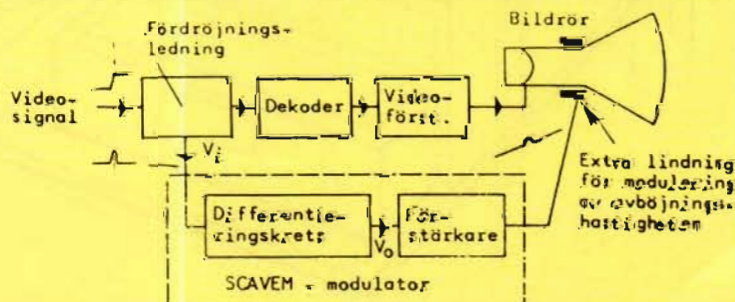 Bildrör
Fördröjnings-
ledning
Video-
signal
Dekoder
Video-
först.
Vi
Extra lindning
för modulering
av avböjnings-
hastigheten
Differentie-
ringskrets
Vo
För-
stärkare
SCAVEM - modulator